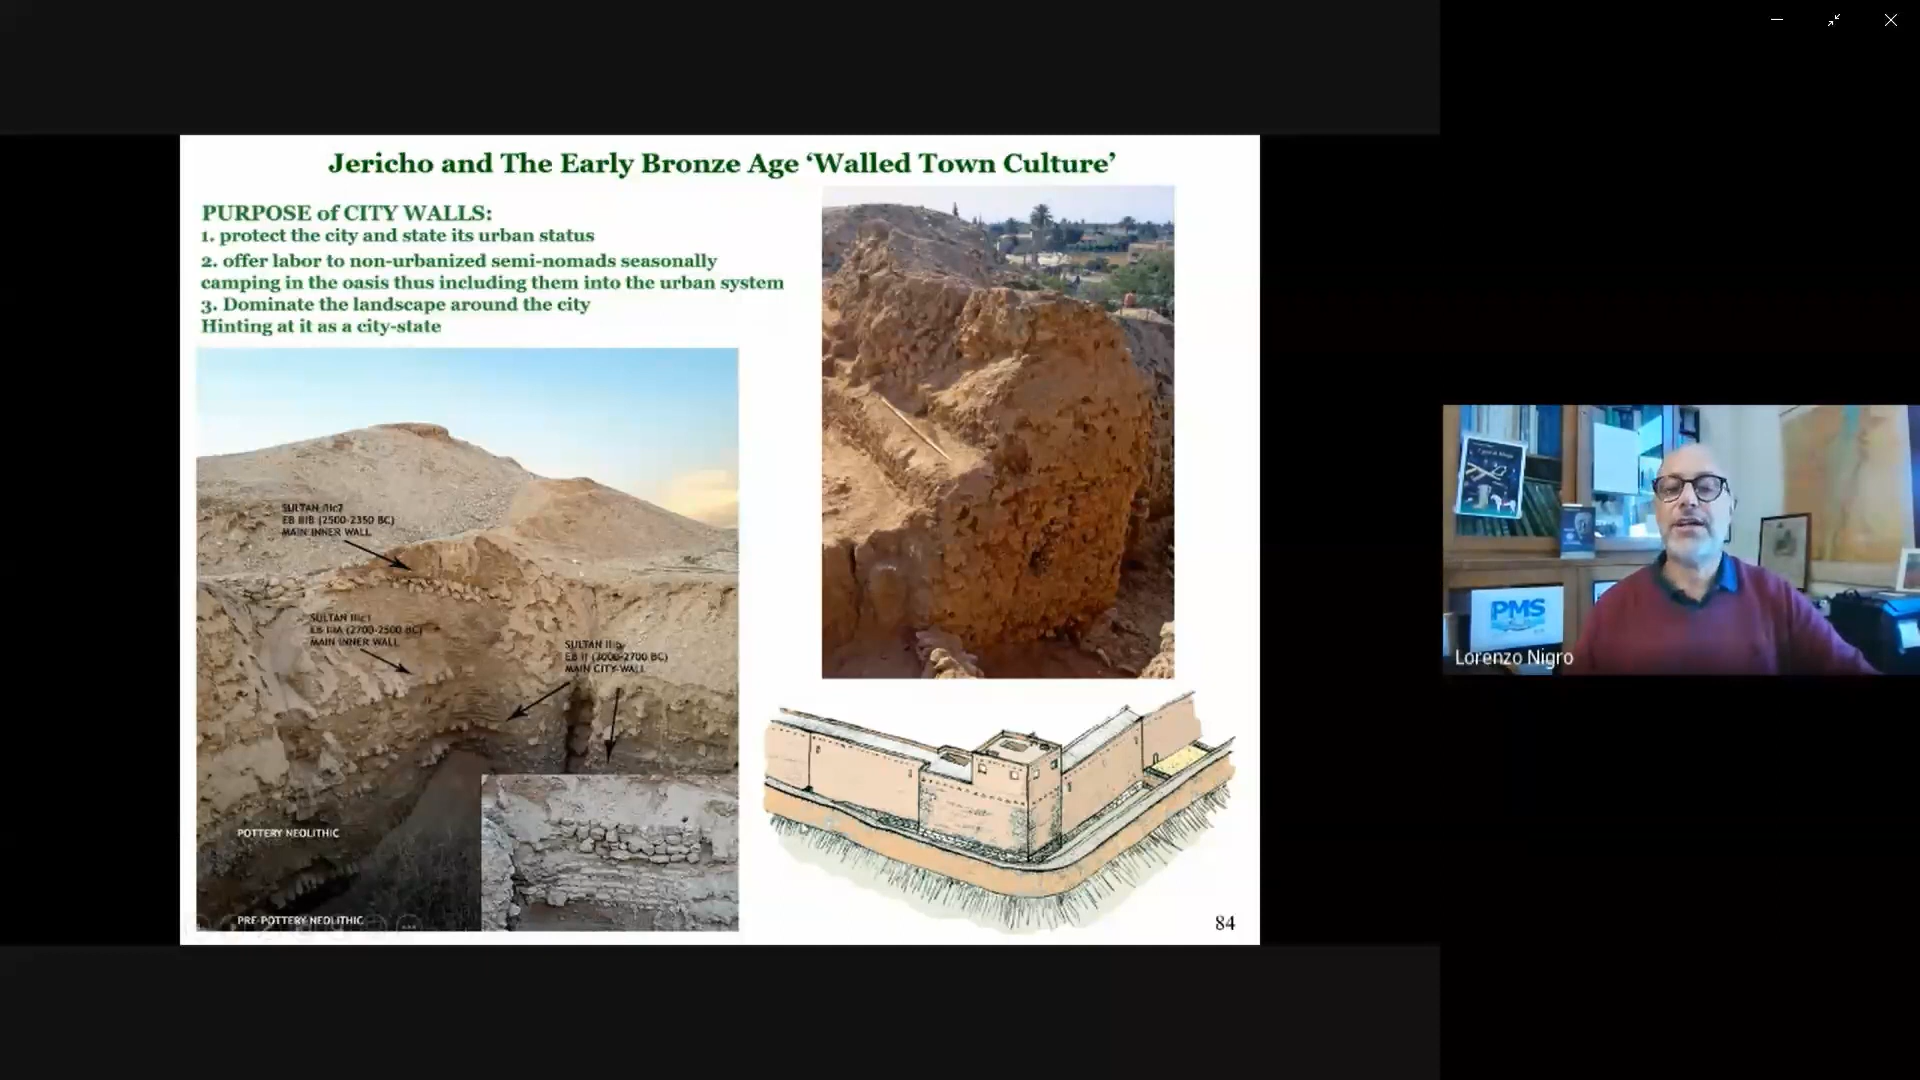 Jericho and The Early Bronze Age ‘Walled Town Culture’
PURPOSE of CITY WALLS:
1. protect the city and state its urban status
2. offer labor to non-urbanized semi-nomads seasonally
camping in the oasis thus including them into the urban system
3. Dominate the landscape around the city
Hinting at it as a city-state
SULTAN IIIc2
EB IIIB (2500-2350 BC)
MAIN INNER WALL
SULTAN IIIc1
EB IIIA (2700-2500 BC)
MAIN INNER WALL
SULTAN IIIb
EB II (3000-2700 BC)
MAIN CITY-WALL
POTTERY NEOLITHIC
PRE-POTTERY NEOLITHIC
84
PMS
Lorenzo Nigro